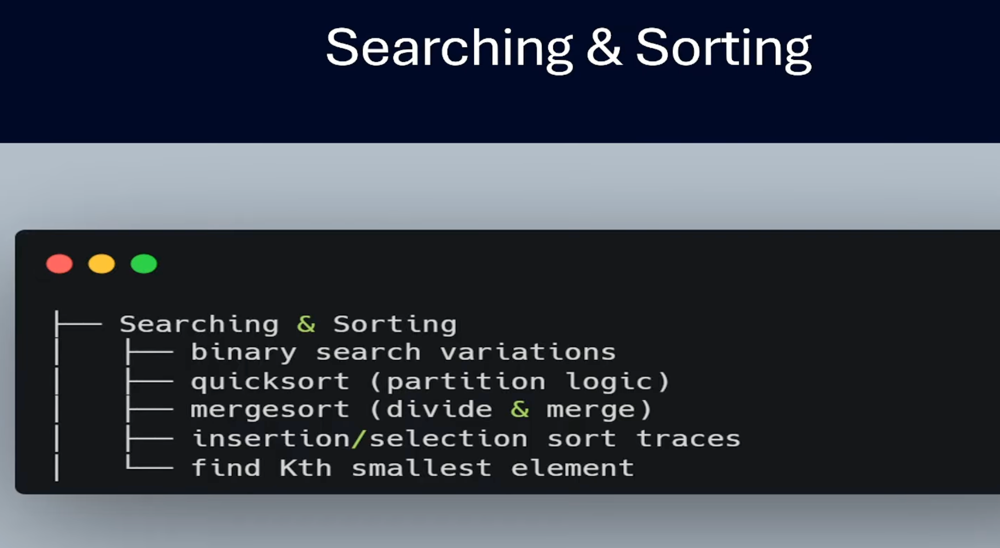 Searching & Sorting
├── Searching & Sorting
│   ├── binary search variations
│   ├── quicksort (partition logic)
│   ├── mergesort (divide & merge)
│   ├── insertion/selection sort traces
│   └── find Kth smallest element